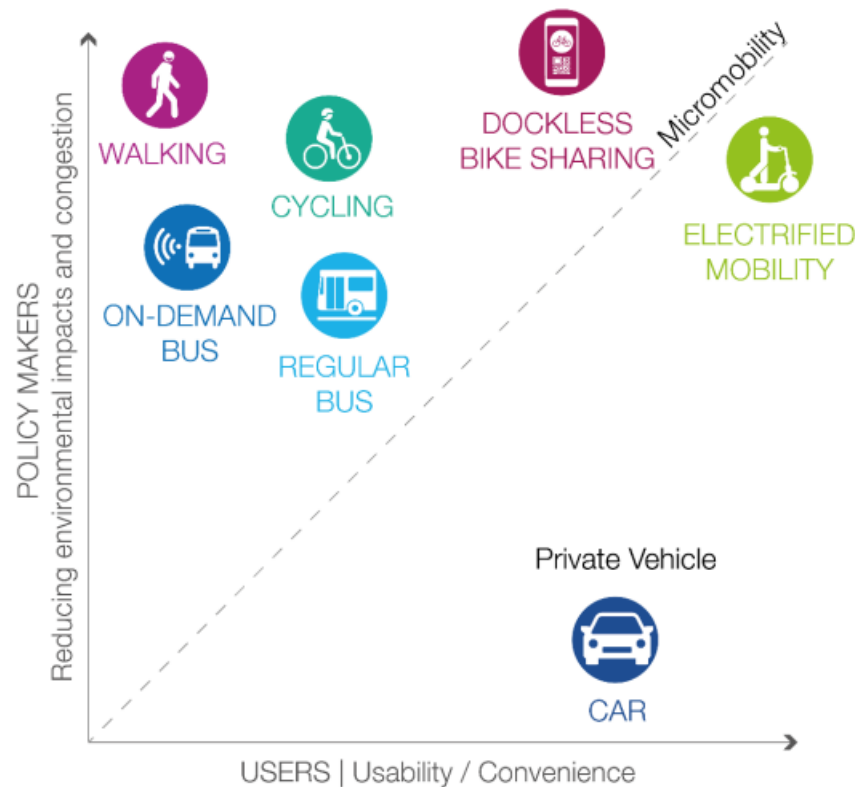 POLICY MAKERS
Reducing environmental impacts and congestion
WALKING
CYCLING
DOCKLESS
BIKE SHARING
Micromobility
ELECTRIFIED
MOBILITY
ON-DEMAND
BUS
REGULAR
BUS
Private Vehicle
CAR
USERS | Usability / Convenience